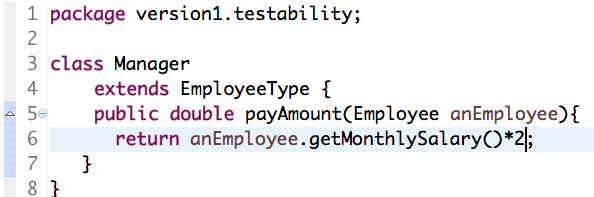 1 package version1.testability;
2
3 class Manager
4     extends EmployeeType {
5     public double payAmount(Employee anEmployee){
6       return anEmployee.getMonthlySalary()*2;
7    }
8 }